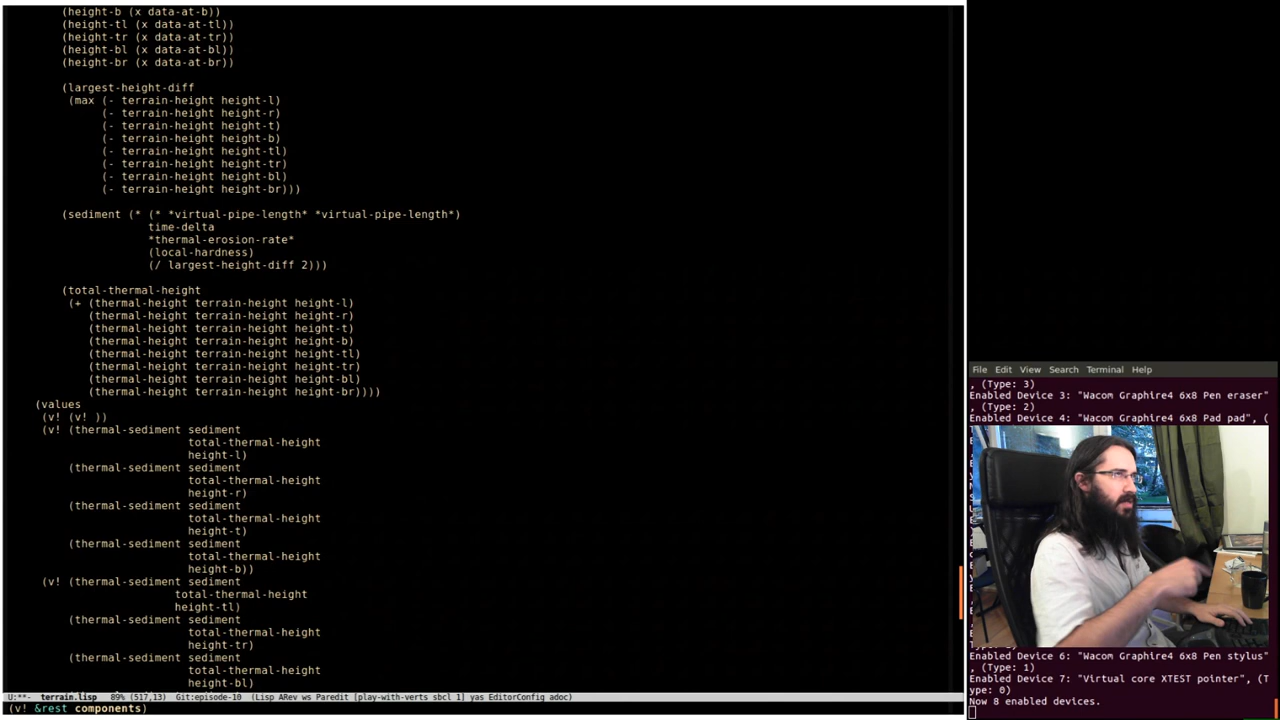 (height-b (x data-at-b))
(height-tl (x data-at-tl))
(height-tr (x data-at-tr))
(height-bl (x data-at-bl))
(height-br (x data-at-br))
(largest-height-diff
(max (- terrain-height height-l)
(- terrain-height height-r)
(- terrain-height height-t)
(- terrain-height height-b)
(- terrain-height height-tl)
(- terrain-height height-tr)
(- terrain-height height-bl)
(- terrain-height height-br)))
(sediment (* (* *virtual-pipe-length* *virtual-pipe-length*)
time-delta
*thermal-erosion-rate*
(local-hardness)
(/ largest-height-diff 2)))
(total-thermal-height
(+ (thermal-height terrain-height height-l)
(thermal-height terrain-height height-r)
(thermal-height terrain-height height-t)
(thermal-height terrain-height height-b)
(thermal-height terrain-height height-tl)
(thermal-height terrain-height height-tr)
(thermal-height terrain-height height-bl)
(thermal-height terrain-height height-br))))
(values
(v! (v! ))
(v! (thermal-sediment sediment
total-thermal-height
height-l)
(thermal-sediment sediment
total-thermal-height
height-r)
(thermal-sediment sediment
total-thermal-height
height-t)
(thermal-sediment sediment
total-thermal-height
height-b))
(v! (thermal-sediment sediment
total-thermal-height
height-tl)
(thermal-sediment sediment
total-thermal-height
height-tr)
(thermal-sediment sediment
total-thermal-height
height-bl)
U:**- terrain.lisp 89% (517,13) Git:episode-10 (Lisp ARev ws Paredit [play-with-verts sbcl 1] yas EditorConfig adoc)
(v! &rest components)
File Edit View Search Terminal Help
, (Type: 3)
Enabled Device 3: "Wacom Graphire4 6x8 Pen eraser"
, (Type: 2)
Enabled Device 4: "Wacom Graphire4 6x8 Pad pad", (
Enabled Device 6: "Wacom Graphire4 6x8 Pen stylus"
, (Type: 1)
Enabled Device 7: "Virtual core XTEST pointer", (T
ype: 0)
Now 8 enabled devices.